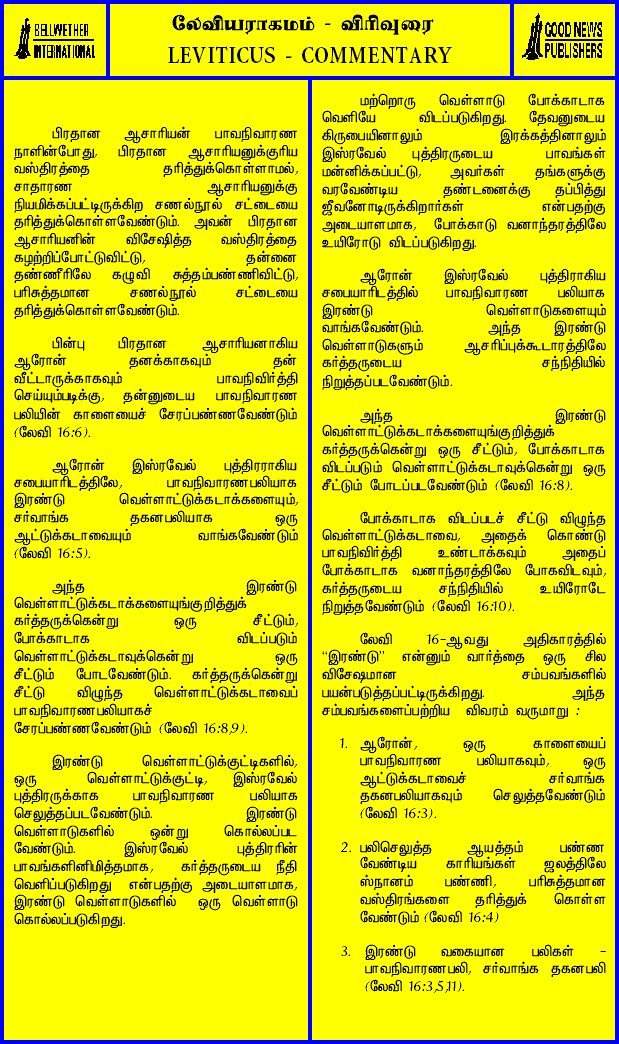 BELLWETHER
INTERNATIONAL
லேவியராகமம் - விரிவுரை
LEVITICUS - COMMENTARY
GOOD NEWS
PUBLISHERS
பிரதான ஆசாரியன் பாவநிவாரண
நாளின்போது, பிரதான ஆசாரியனுக்குரிய
வஸ்திரத்தை தரித்துக்கொள்ளாமல்,
சாதாரண ஆசாரியனுக்கு
நியமிக்கப்பட்டிருக்கிற சணல்நூல் சட்டையை
தரித்துக்கொள்ளவேண்டும். அவன் பிரதான
ஆசாரியனின் விசேஷித்த வஸ்திரத்தை
கழற்றிப்போட்டுவிட்டு, தன்னை
தண்ணீரிலே கழுவி சுத்தம்பண்ணிவிட்டு,
பரிசுத்தமான சணல்நூல் சட்டையை
தரித்துக்கொள்ளவேண்டும்.
பின்பு பிரதான ஆசாரியனாகிய
ஆரோன் தனக்காகவும் தன்
வீட்டாருக்காகவும் பாவநிவிர்த்தி
செய்யும்படிக்கு, தன்னுடைய பாவநிவாரண
பலியின் காளையைச் சேரப்பண்ணவேண்டும்
(லேவி 16:6).
ஆரோன் இஸ்ரவேல் புத்திரராகிய
சபையாரிடத்திலே, பாவநிவாரணபலியாக
இரண்டு வெள்ளாட்டுக்கடாக்களையும்,
சர்வாங்க தகனபலியாக ஒரு
ஆட்டுக்கடாவையும் வாங்கவேண்டும்
(லேவி 16:5).
அந்த இரண்டு
வெள்ளாட்டுக்கடாக்களையுங்குறித்துக்
கர்த்தருக்கென்று ஒரு சீட்டும்,
போக்காடாக விடப்படும்
வெள்ளாட்டுக்கடாவுக்கென்று ஒரு
சீட்டும் போடவேண்டும். கர்த்தருக்கென்று
சீட்டு விழுந்த வெள்ளாட்டுக்கடாவைப்
பாவநிவாரணபலியாகச்
சேரப்பண்ணவேண்டும் (லேவி 16:8,9).
இரண்டு வெள்ளாட்டுக்குட்டிகளில்,
ஒரு வெள்ளாட்டுக்குட்டி, இஸ்ரவேல்
புத்திரருக்காக பாவநிவாரண பலியாக
செலுத்தப்படவேண்டும். இரண்டு
வெள்ளாடுகளில் ஒன்று கொல்லப்பட
வேண்டும். இஸ்ரவேல் புத்திரரின்
பாவங்களினிமித்தமாக, கர்த்தருடைய நீதி
வெளிப்படுகிறது என்பதற்கு அடையாளமாக,
இரண்டு வெள்ளாடுகளில் ஒரு வெள்ளாடு
கொல்லப்படுகிறது.
மற்றொரு வெள்ளாடு போக்காடாக
வெளியே விடப்படுகிறது. தேவனுடைய
கிருபையினாலும் இரக்கத்தினாலும்
இஸ்ரவேல் புத்திரருடைய பாவங்கள்
மன்னிக்கப்பட்டு, அவர்கள் தங்களுக்கு
வரவேண்டிய தண்டனைக்கு தப்பித்து
ஜீவனோடிருக்கிறார்கள் என்பதற்கு
அடையாளமாக, போக்காடு வனாந்தரத்திலே
உயிரோடு விடப்படுகிறது.
ஆரோன் இஸ்ரவேல் புத்திராகிய
சபையாரிடத்தில் பாவநிவாரண பலியாக
இரண்டு வெள்ளாடுகளையும்
வாங்கவேண்டும். அந்த இரண்டு
வெள்ளாடுகளும் ஆசரிப்புக்கூடாரத்திலே
கர்த்தருடைய சந்நிதியில்
நிறுத்தப்படவேண்டும்.
அந்த இரண்டு
வெள்ளாட்டுக்கடாக்களையுங்குறித்துக்
கர்த்தருக்கென்று ஒரு சீட்டும், போக்காடாக
விடப்படும் வெள்ளாட்டுக்கடாவுக்கென்று ஒரு
சீட்டும் போடப்படவேண்டும் (லேவி 16:8).
போக்காடாக விடப்படச் சீட்டு விழுந்த
வெள்ளாட்டுக்கடாவை, அதைக் கொண்டு
பாவநிவிர்த்தி உண்டாக்கவும் அதைப்
போக்காடாக வனாந்தரத்திலே போகவிடவும்,
கர்த்தருடைய சந்நிதியில் உயிரோடே
நிறுத்தவேண்டும் (லேவி 16:10).
லேவி 16-ஆவது அதிகாரத்தில்
“இரண்டு” என்னும் வார்த்தை ஒரு சில
விசேஷமான சம்பவங்களில்
பயன்படுத்தப்பட்டிருக்கிறது. அந்த
சம்பவங்களைப்பற்றிய விவரம் வருமாறு :
1. ஆரோன், ஒரு காளையைப்
பாவநிவாரண பலியாகவும், ஒரு
ஆட்டுக்கடாவைச் சர்வாங்க
தகனபலியாகவும் செலுத்தவேண்டும்
(லேவி 16:3).
2. பலிசெலுத்த ஆயத்தம் பண்ண
வேண்டிய காரியங்கள் ஜலத்திலே
ஸ்நானம் பண்ணி, பரிசுத்தமான
வஸ்திரங்களை தரித்துக் கொள்ள
வேண்டும் (லேவி 16:4)
3. இரண்டு வகையான பலிகள் -
பாவநிவாரணபலி, சர்வாங்க தகனபலி
(லேவி 16:3,5,11).